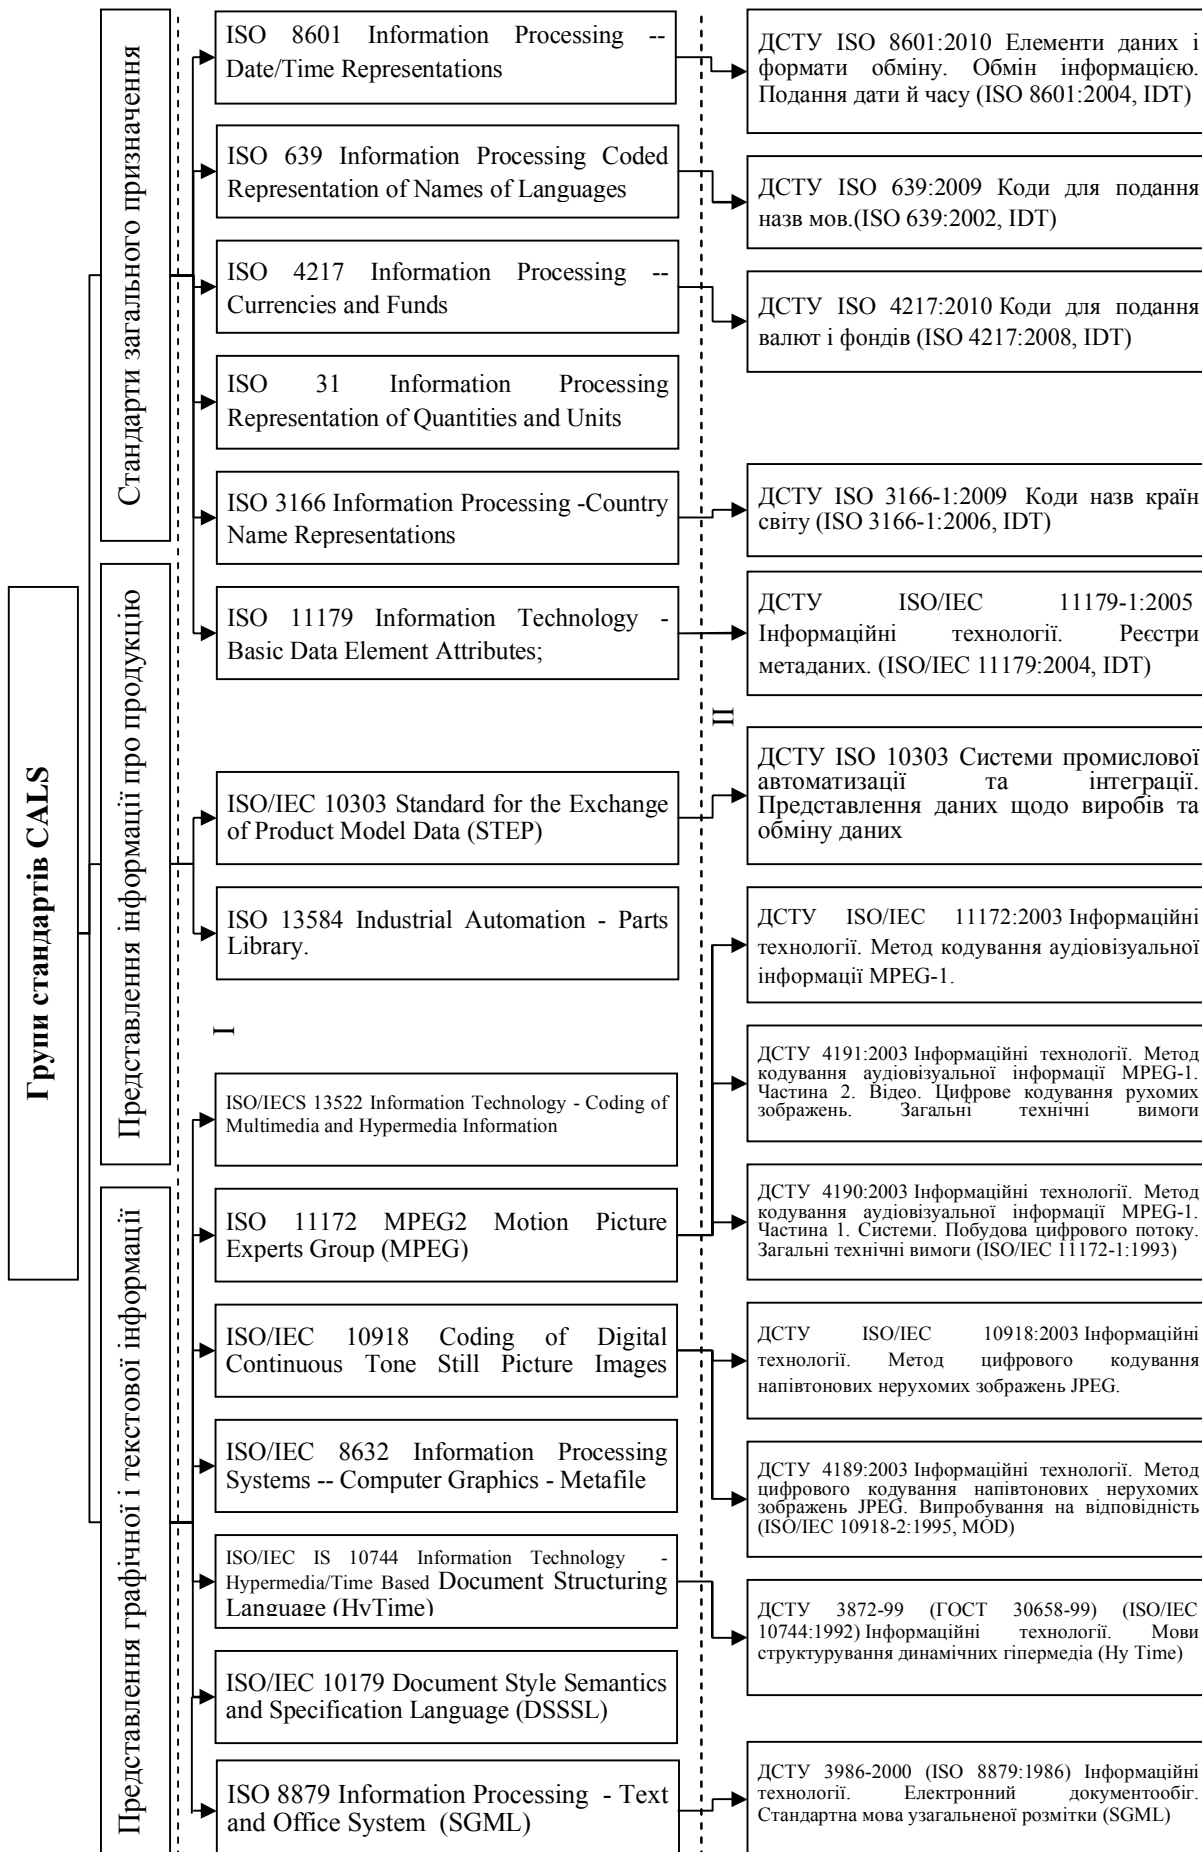 Групи стандартів CALS
Стандарти загального призначення
Представлення інформації про продукцію
Представлення графічної і текстової інформації
I
ISO 8601 Information Processing --
Date/Time Representations
ISO 639 Information Processing Coded
Representation of Names of Languages
ISO 4217 Information Processing --
Currencies and Funds
ISO 31 Information Processing
Representation of Quantities and Units
ISO 3166 Information Processing -Country
Name Representations
ISO 11179 Information Technology -
Basic Data Element Attributes;
ISO/IEC 10303 Standard for the Exchange
of Product Model Data (STEP)
ISO 13584 Industrial Automation - Parts
Library.
ISO/IECS 13522 Information Technology - Coding of
Multimedia and Hypermedia Information
ISO 11172 MPEG2 Motion Picture
Experts Group (MPEG)
ISO/IEC 10918 Coding of Digital
Continuous Tone Still Picture Images
ISO/IEC 8632 Information Processing
Systems -- Computer Graphics - Metafile
ISO/IEC IS 10744 Information Technology -
Hypermedia/Time Based Document Structuring
Language (HyTime)
ISO/IEC 10179 Document Style Semantics
and Specification Language (DSSSL)
ISO 8879 Information Processing - Text
and Office System (SGML)
II
ДСТУ ISO 8601:2010 Елементи даних і
формати обміну. Обмін інформацією.
Подання дати й часу (ISO 8601:2004, IDT)
ДСТУ ISO 639:2009 Коди для подання
назв мов.(ISO 639:2002, IDT)
ДСТУ ISO 4217:2010 Коди для подання
валют і фондів (ISO 4217:2008, IDT)
ДСТУ ISO 3166-1:2009 Коди назв країн
світу (ISO 3166-1:2006, IDT)
ДСТУ ISO/IEC 11179-1:2005
Інформаційні технології. Реєстри
метаданих. (ISO/IEC 11179:2004, IDT)
ДСТУ ISO 10303 Системи промислової
автоматизації та інтеграції.
Представлення даних щодо виробів та
обміну даних
ДСТУ ISO/IEC 11172:2003 Інформаційні
технології. Метод кодування аудіовізуальної
інформації MPEG-1.
ДСТУ 4191:2003 Інформаційні технології. Метод
кодування аудіовізуальної інформації MPEG-1.
Частина 2. Відео. Цифрове кодування рухомих
зображень. Загальні технічні вимоги
ДСТУ 4190:2003 Інформаційні технології. Метод
кодування аудіовізуальної інформації MPEG-1.
Частина 1. Системи. Побудова цифрового потоку.
Загальні технічні вимоги (ISO/IEC 11172-1:1993)
ДСТУ ISO/IEC 10918:2003 Інформаційні
технології. Метод цифрового кодування
напівтонових нерухомих зображень JPEG.
ДСТУ 4189:2003 Інформаційні технології. Метод
цифрового кодування напівтонових нерухомих
зображень JPEG. Випробування на відповідність
(ISO/IEC 10918-2:1995, MOD)
ДСТУ 3872-99 (ГОСТ 30658-99) (ISO/IEC
10744:1992) Інформаційні технології. Мови
структурування динамічних гіпермедіа (Hy Time)
ДСТУ 3986-2000 (ISO 8879:1986) Інформаційні
технології. Електронний документообіг.
Стандартна мова узагальненої розмітки (SGML)